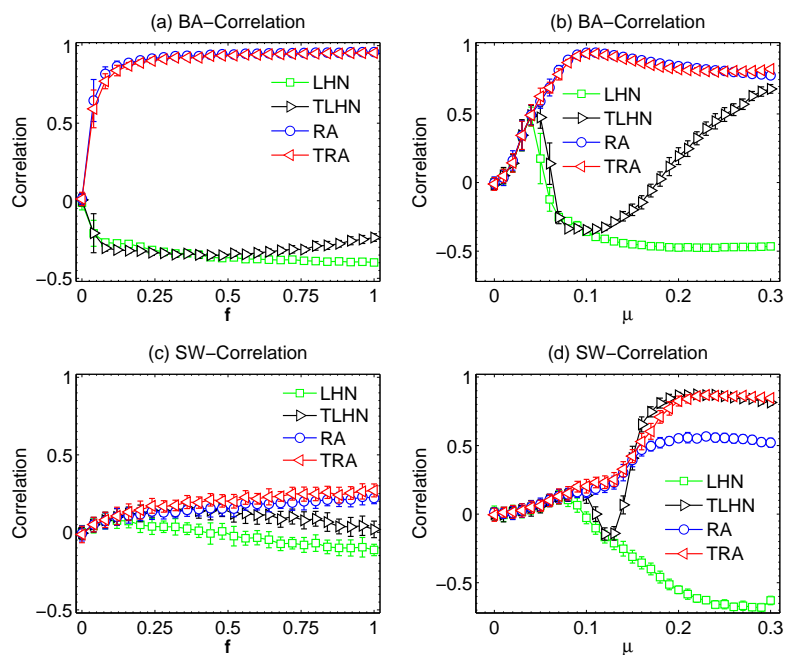 (a) BA−Correlation
1
0.5
0
−0.5
Correlation
0
0.25
0.5
0.75
1
f
LHN
TLHN
RA
TRA
(b) BA−Correlation
1
0.5
0
−0.5
Correlation
0
0.1
0.2
0.3
μ
LHN
TLHN
RA
TRA
(c) SW−Correlation
1
0.5
0
−0.5
Correlation
0
0.25
0.5
0.75
1
f
LHN
TLHN
RA
TRA
(d) SW−Correlation
1
0.5
0
−0.5
Correlation
0
0.1
0.2
0.3
μ
LHN
TLHN
RA
TRA